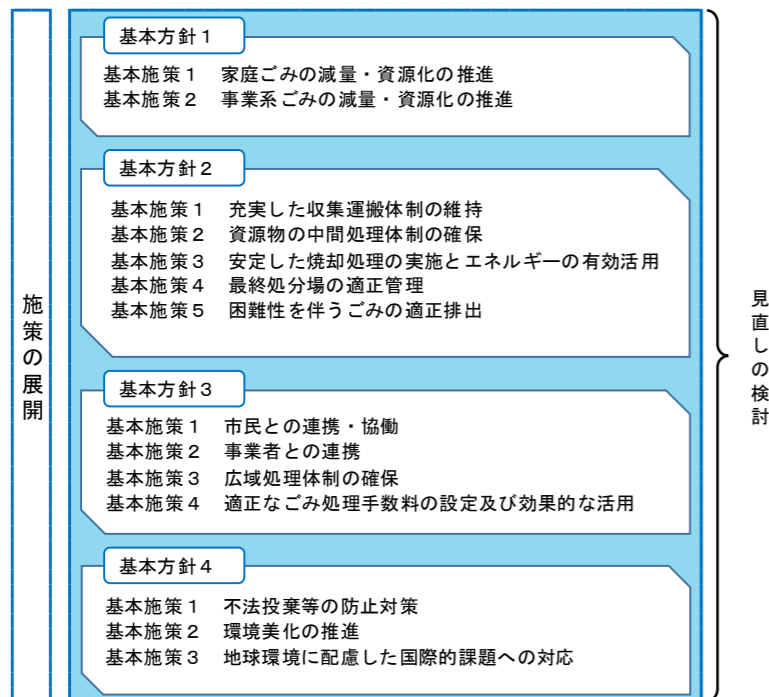 施策の展開
基本方針1
基本施策1 家庭ごみの減量・資源化の推進
基本施策2 事業系ごみの減量・資源化の推進
基本方針2
基本施策1 充実した収集運搬体制の維持
基本施策2 資源物の中間処理体制の確保
基本施策3 安定した焼却処理の実施とエネルギーの有効活用
基本施策4 最終処分場の適正管理
基本施策5 困難性を伴うごみの適正排出
基本方針3
基本施策1 市民との連携・協働
基本施策2 事業者との連携
基本施策3 広域処理体制の確保
基本施策4 適正なごみ処理手数料の設定及び効果的な活用
基本方針4
基本施策1 不法投棄等の防止対策
基本施策2 環境美化の推進
基本施策3 地球環境に配慮した国際的課題への対応
見直しの検討